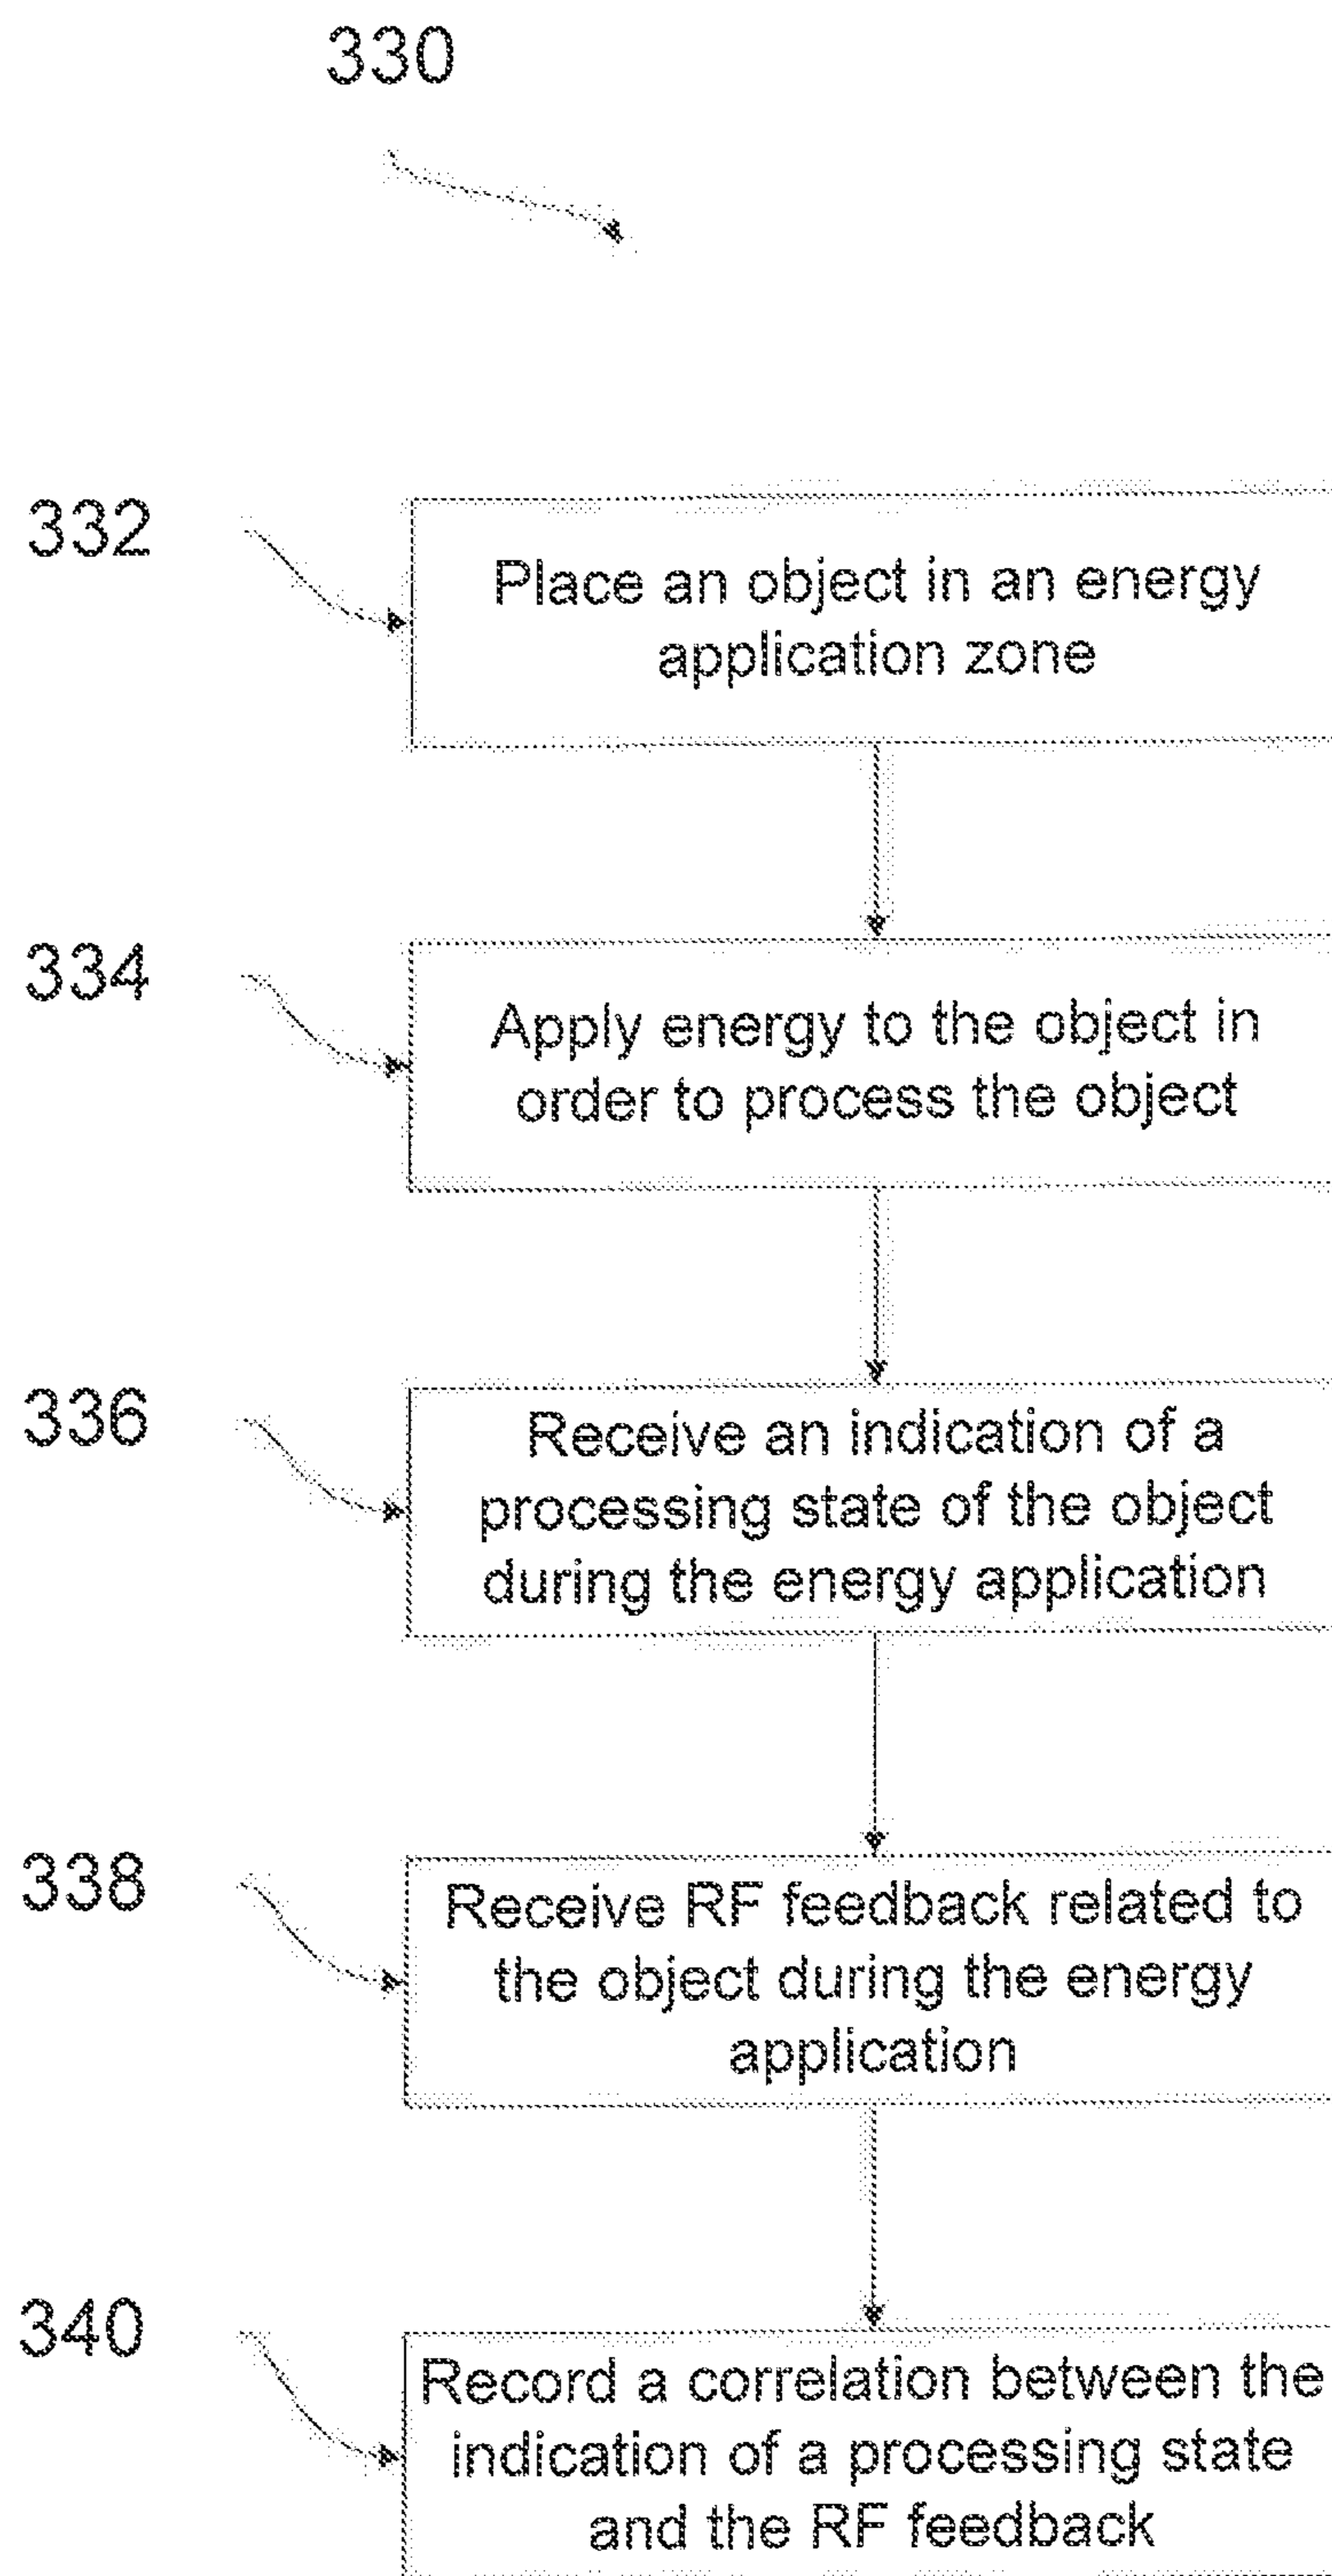 330
332
Place an object in an energy
application zone
334
Apply energy to the object in
order to process the object
336
Receive an indication of a
processing state of the object
during the energy application
338
Receive RF feedback related to
the object during the energy
application
340
Record a correlation between the
indication of a processing state
and the RF feedback